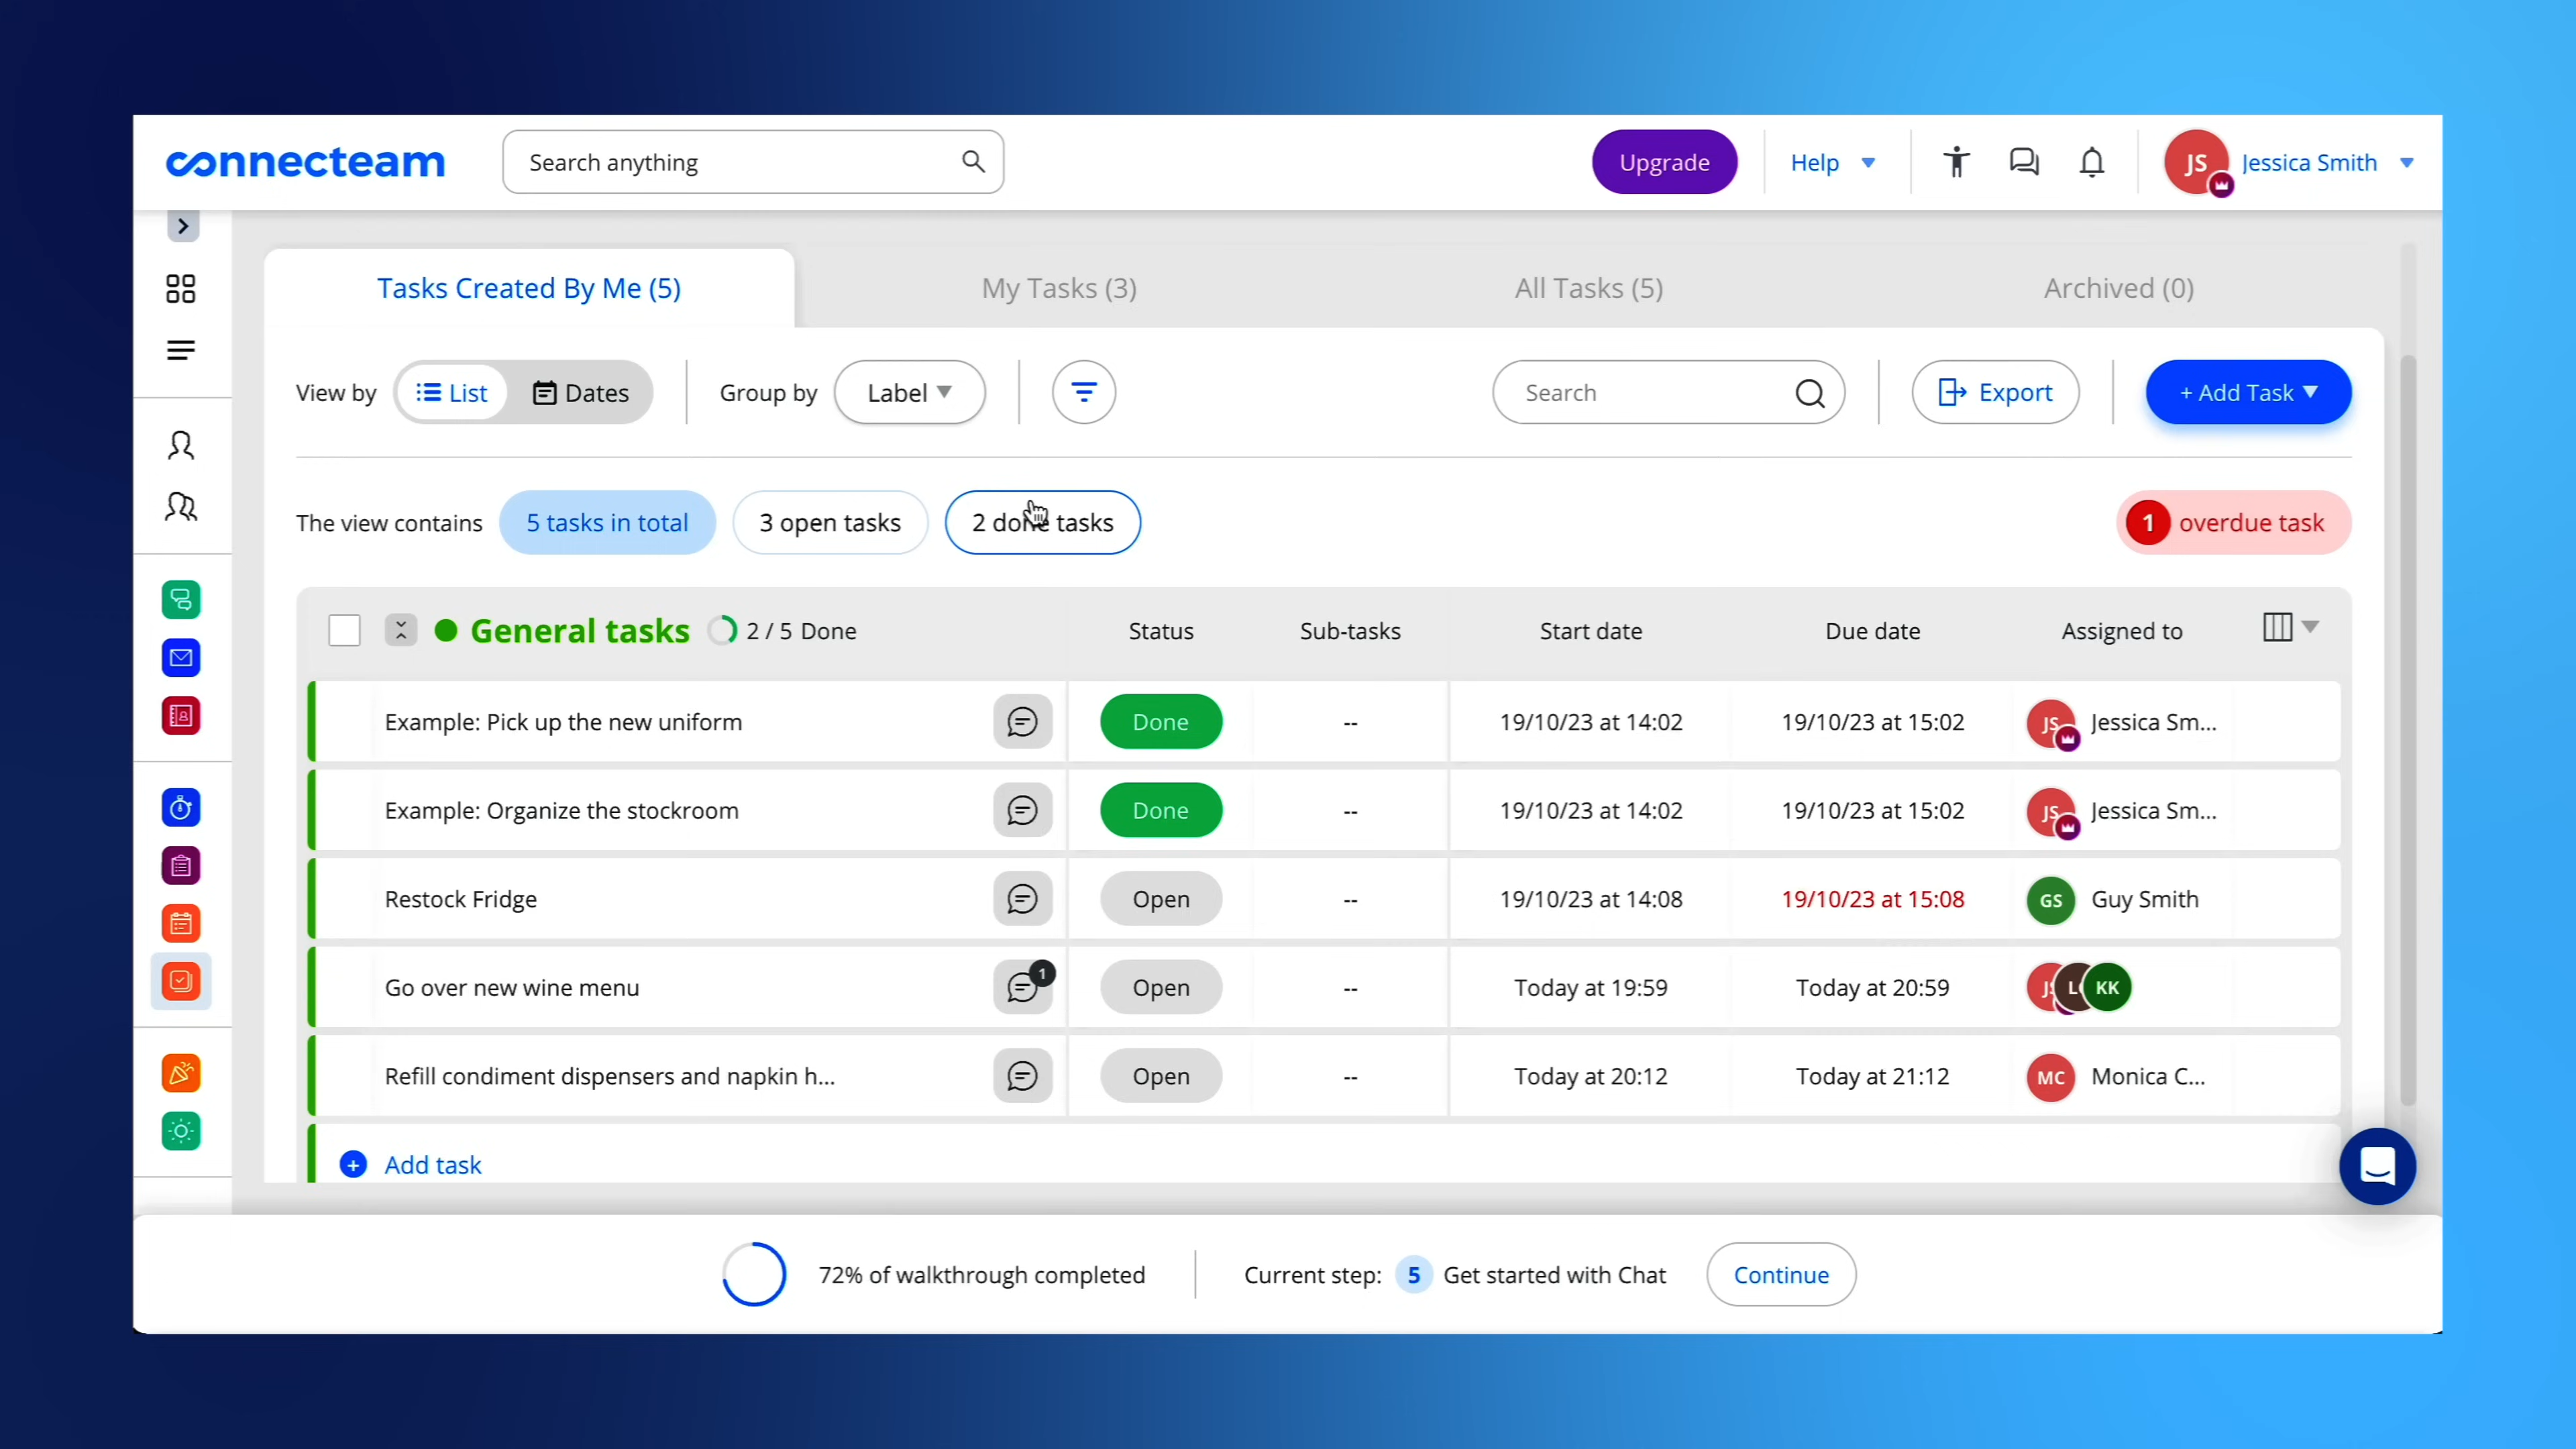 connecteam
Search anything
Upgrade
Help
JS
Jessica Smith
Tasks Created By Me (5)
My Tasks (3)
All Tasks (5)
Archived (0)
View by
List
Dates
Group by
Label
Search
Export
+ Add Task
The view contains
5 tasks in total
3 open tasks
2 done tasks
1 overdue task
General tasks
2 / 5 Done
Status
Sub-tasks
Start date
Due date
Assigned to
Example: Pick up the new uniform
Done
--
19/10/23 at 14:02
19/10/23 at 15:02
JS
Jessica Sm...
Example: Organize the stockroom
Done
--
19/10/23 at 14:02
19/10/23 at 15:02
JS
Jessica Sm...
Restock Fridge
Open
--
19/10/23 at 14:08
19/10/23 at 15:08
GS
Guy Smith
Go over new wine menu
1
Open
--
Today at 19:59
Today at 20:59
KK
Refill condiment dispensers and napkin h...
Open
--
Today at 20:12
Today at 21:12
MC
Monica C...
+ Add task
72% of walkthrough completed
Current step: 5 Get started with Chat
Continue